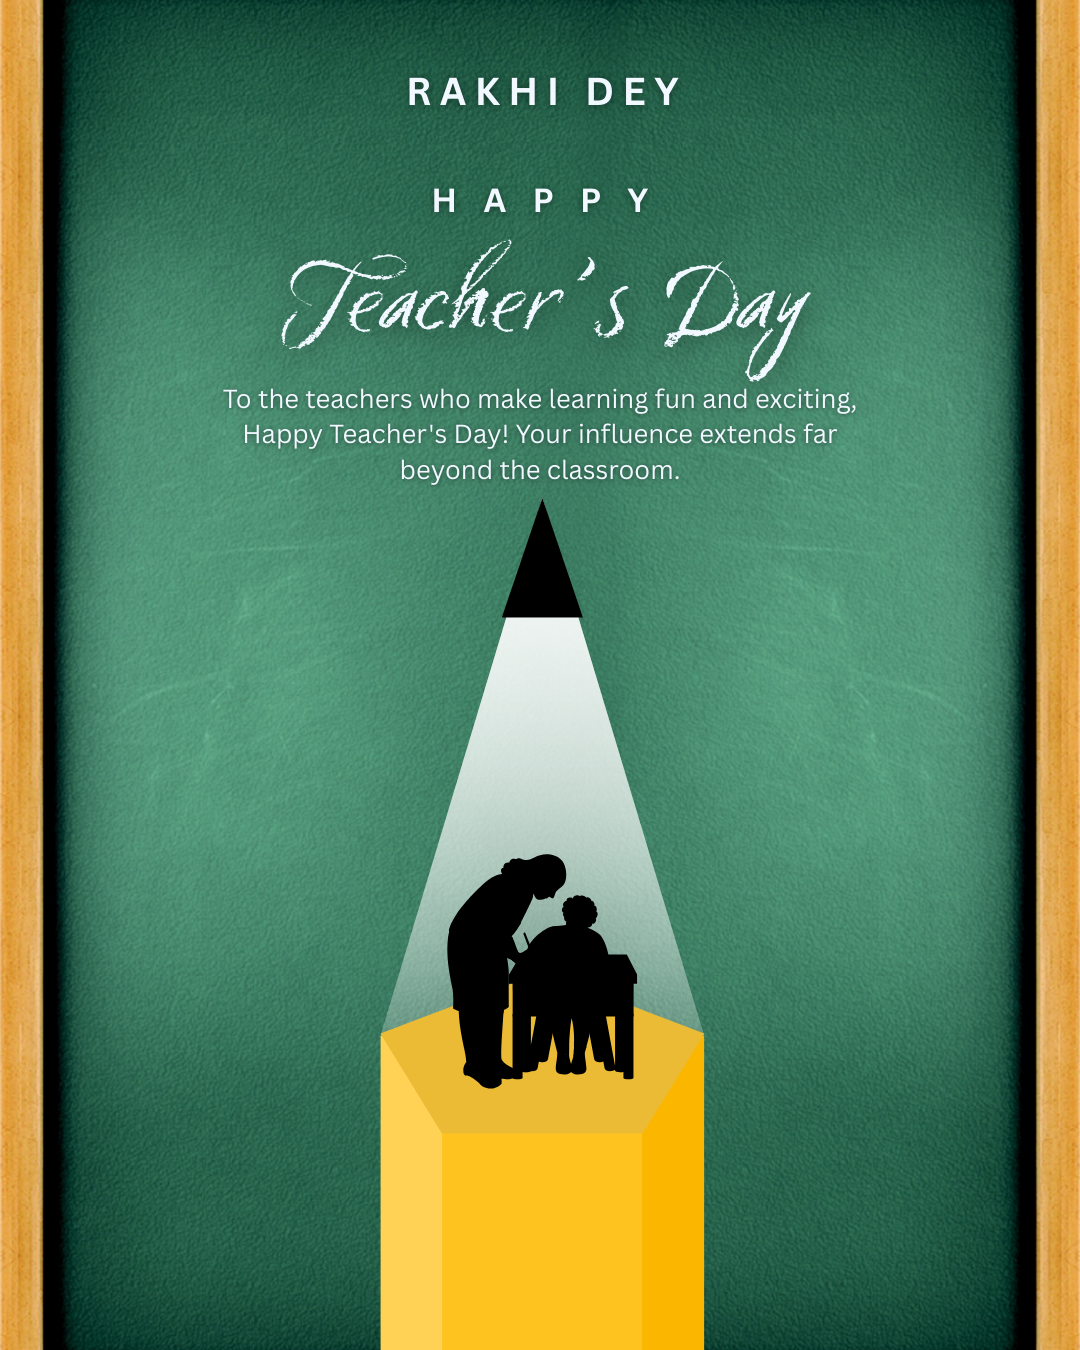 RAKHI DEY
HAPPY
Teacher's Day
To the teachers who make learning fun and exciting,
Happy Teacher's Day! Your influence extends far
beyond the classroom.